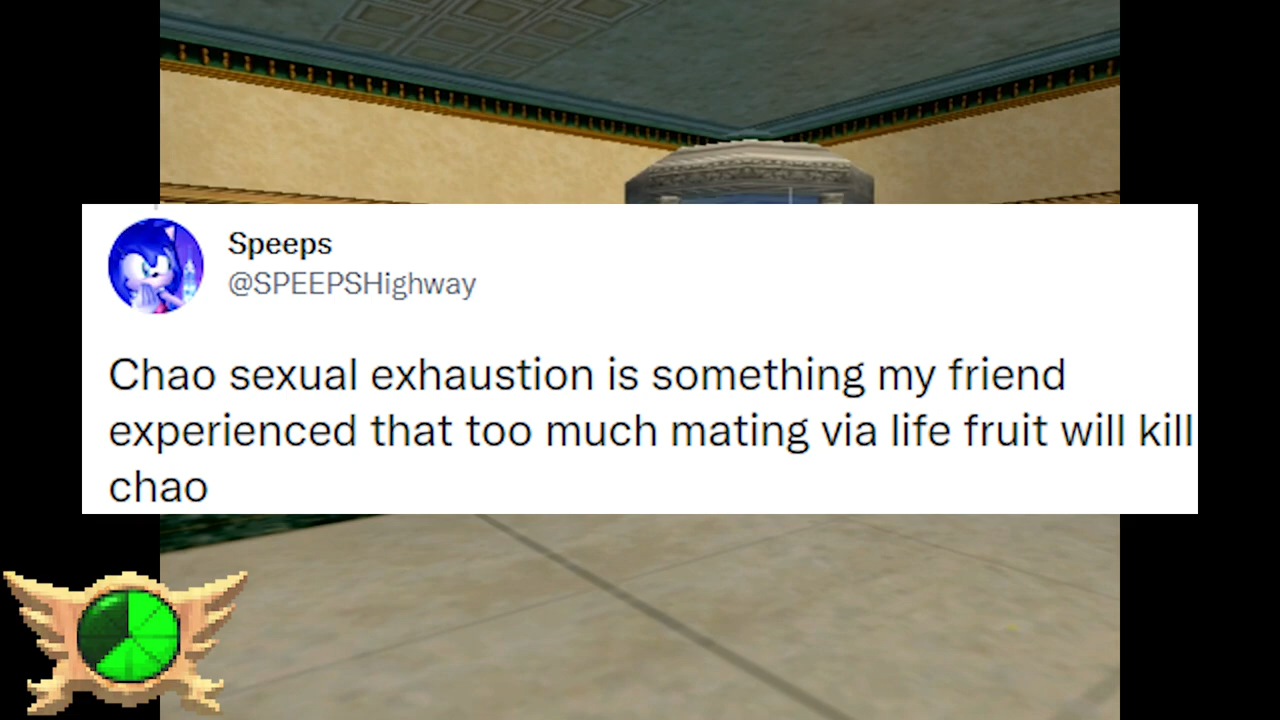 Speeps
@SPEEPSHighway
Chao sexual exhaustion is something my friend
experienced that too much mating via life fruit will kill
chao